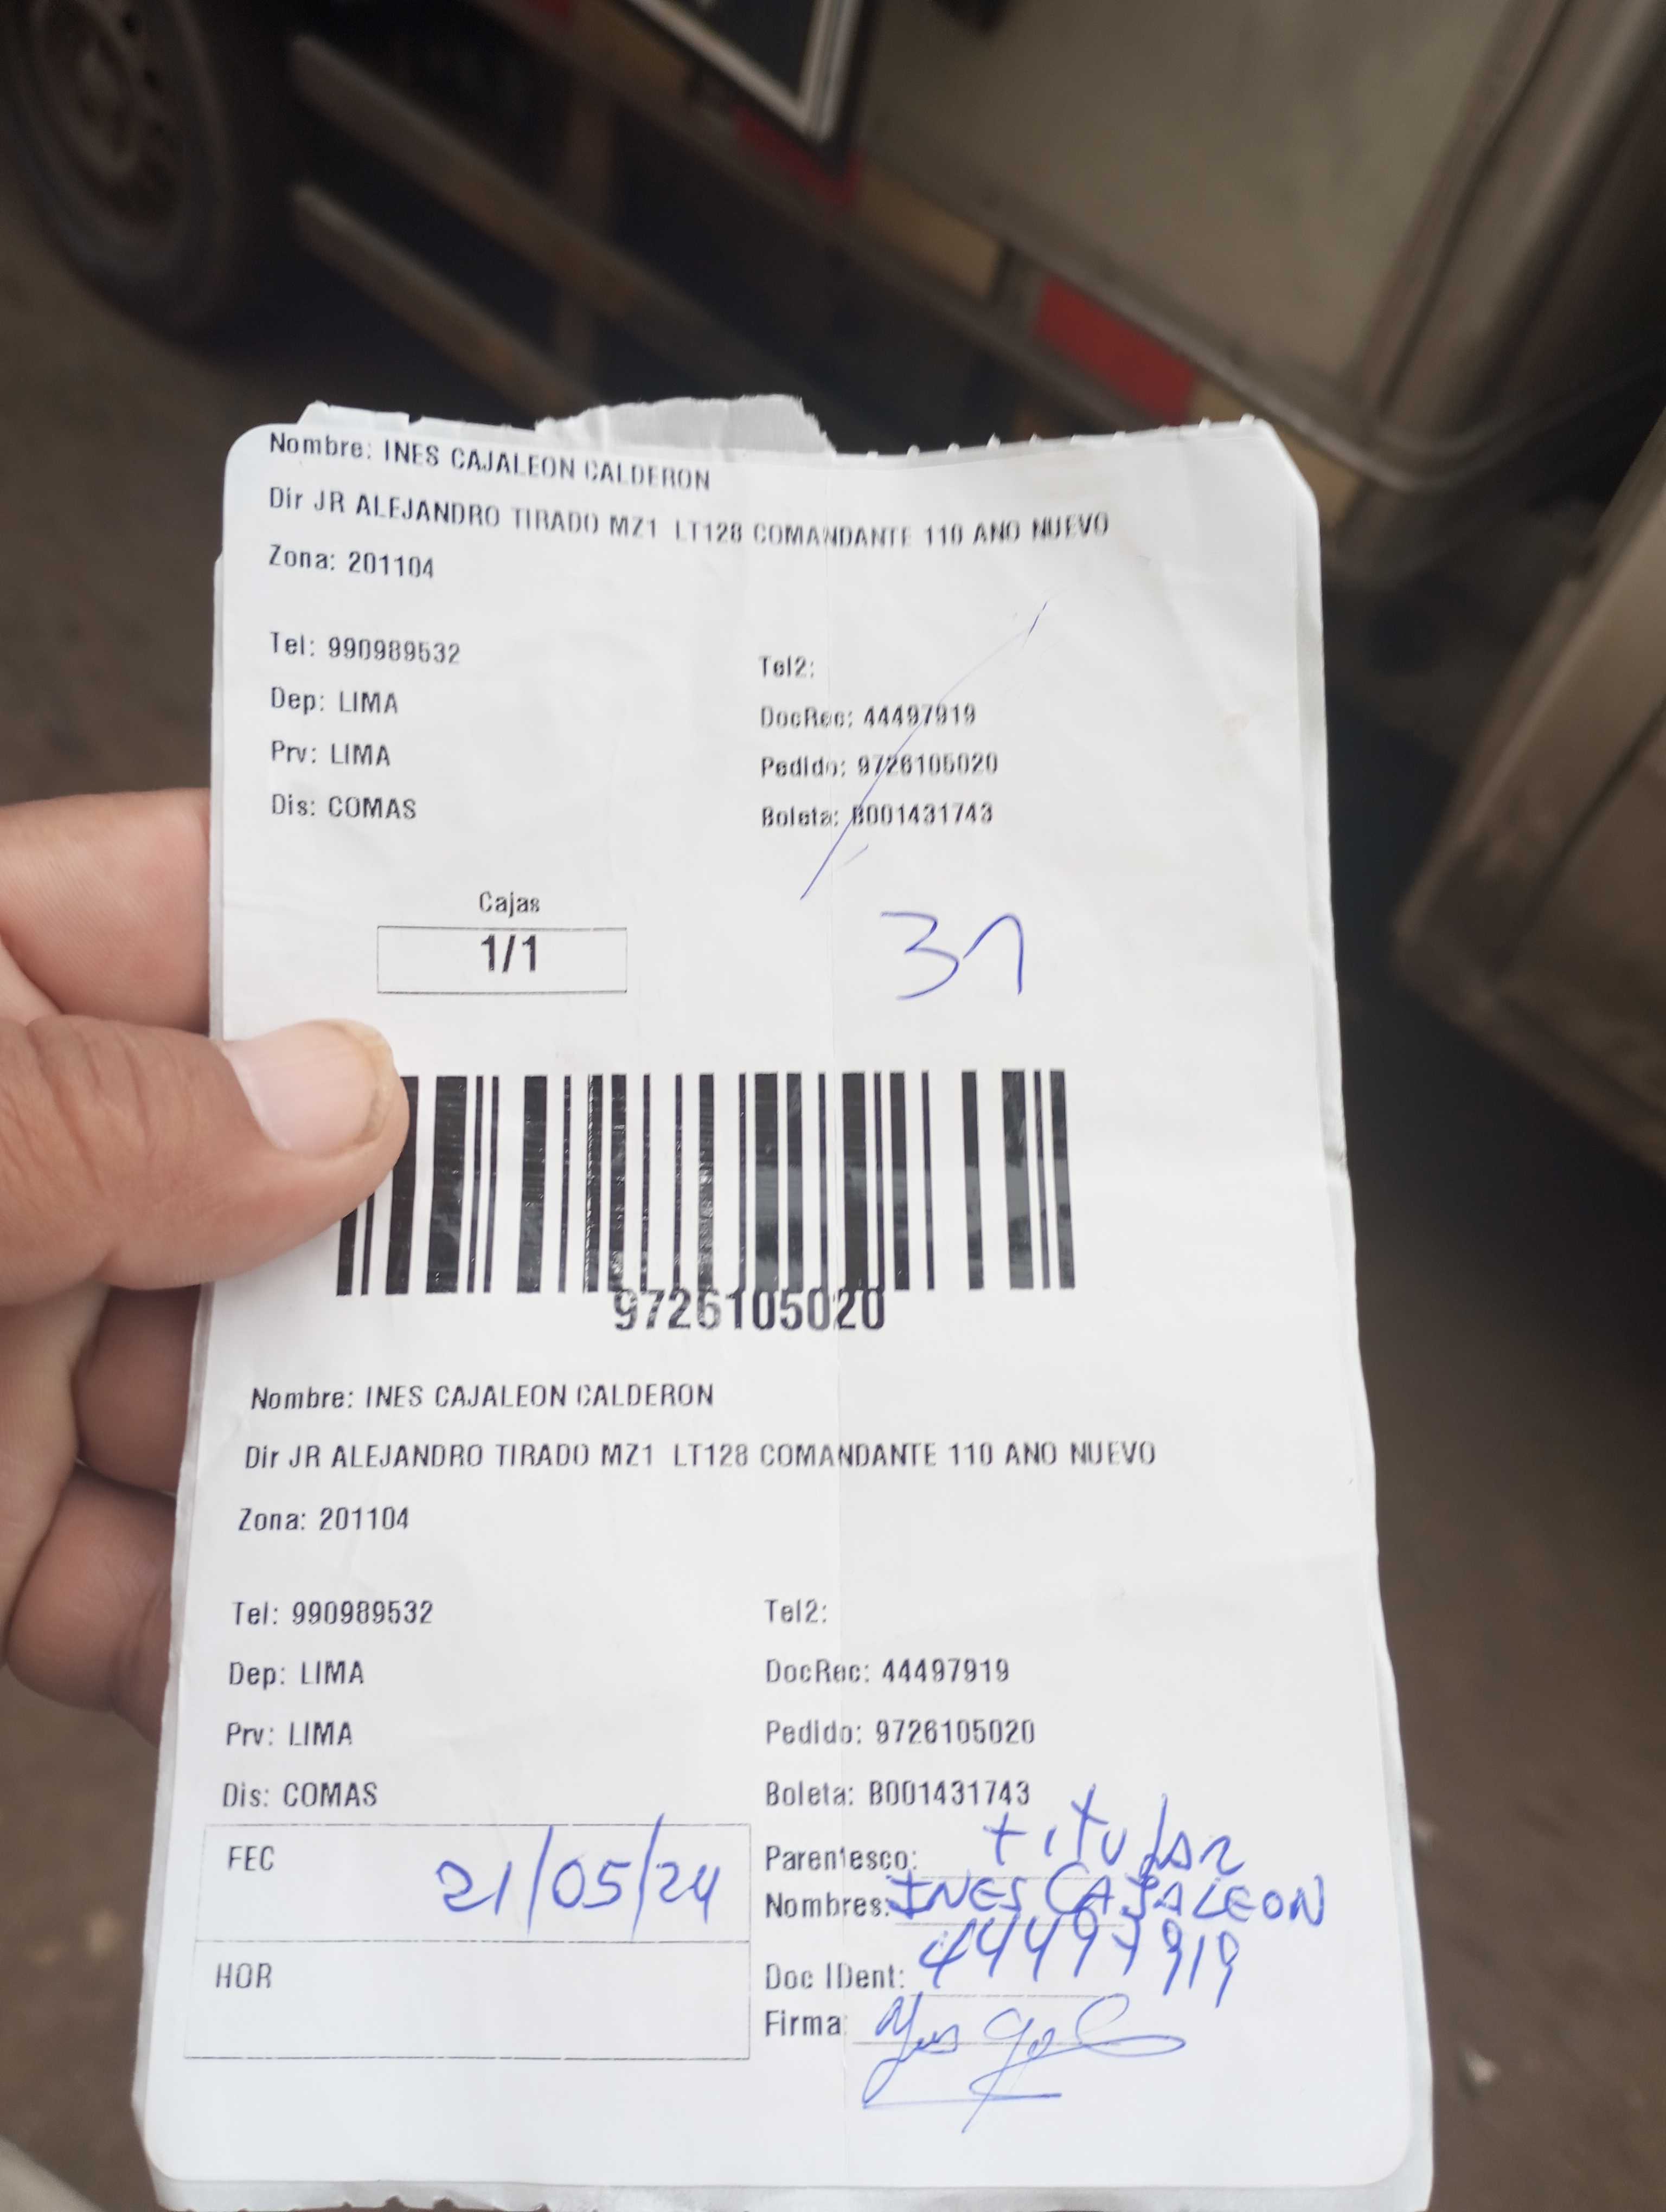 Nombre: INES CAJALEON CALDERON
Dir JR ALEJANDRO TIRADO MZ1 LT128 COMANDANTE 110 ANO NUEVO
Zona: 201104
Tel: 990989532
Tel2:
Dep: LIMA
DocRec: 44497919
Prv: LIMA
Pedido: 9726105020
Dis: COMAS
Boleta: B001431743
Cajas
1/1
31
9726105020
Nombre: INES CAJALEON CALDERON
Dir JR ALEJANDRO TIRADO MZ1 LT128 COMANDANTE 110 ANO NUEVO
Zona: 201104
Tel: 990989532
Tel2:
Dep: LIMA
DocRec: 44497919
Prv: LIMA
Pedido: 9726105020
Dis: COMAS
Boleta: B001431743
FEC 21/05/24
Parentesco: titular
Nombres: INES CAJALEON
HOR
Doc IDent: 44497919
Firma: